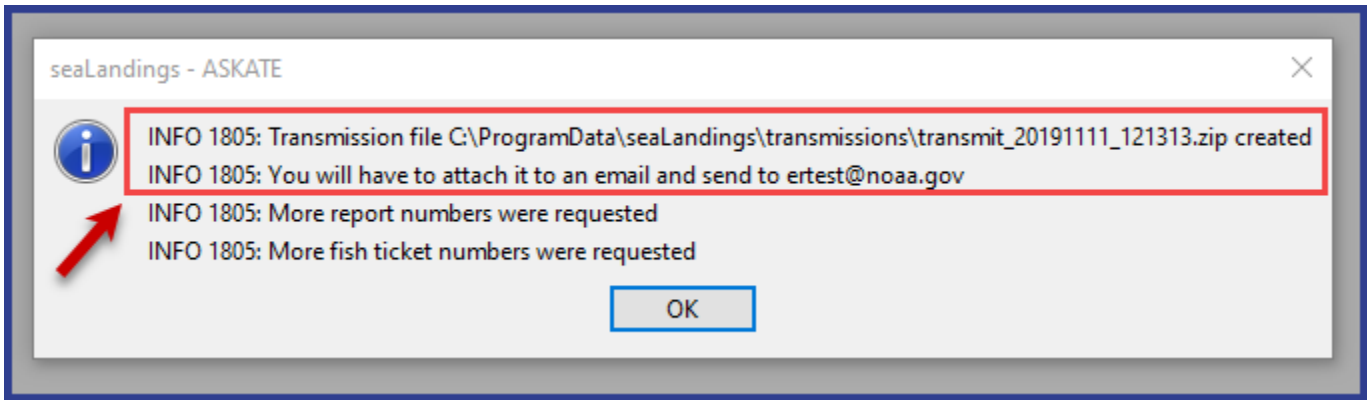 seaLandings - ASKATE
INFO 1805: Transmission file C:\ProgramData\seaLandings\transmissions\transmit_20191111_121313.zip created
INFO 1805: You will have to attach it to an email and send to ertest@noaa.gov
INFO 1805: More report numbers were requested
INFO 1805: More fish ticket numbers were requested
OK